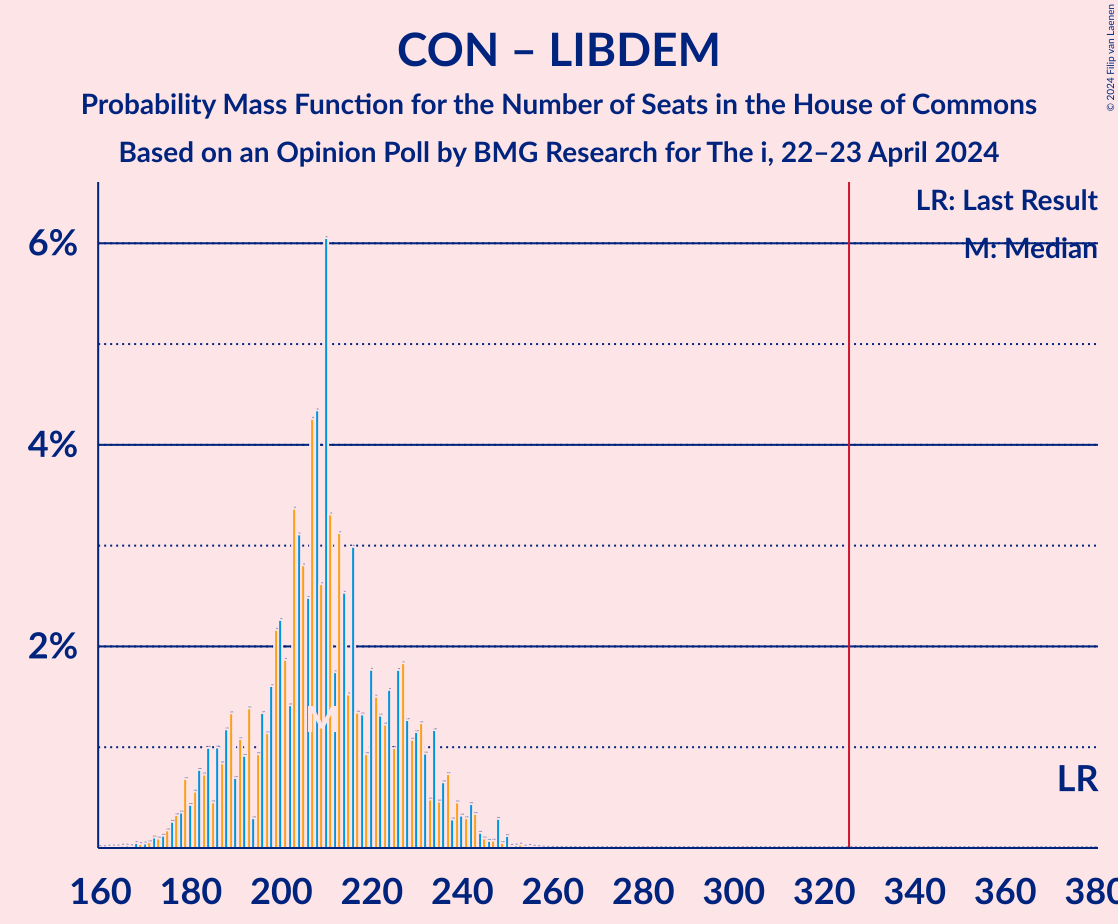 CON – LIBDEM
Probability Mass Function for the Number of Seats in the House of Commons
Based on an Opinion Poll by BMG Research for The i, 22–23 April 2024
© 2024 Filip van Laenen
LR: Last Result
M: Median
6%
4%
2%
M
LR
160 180 200 220 240 260 280 300 320 340 360 380